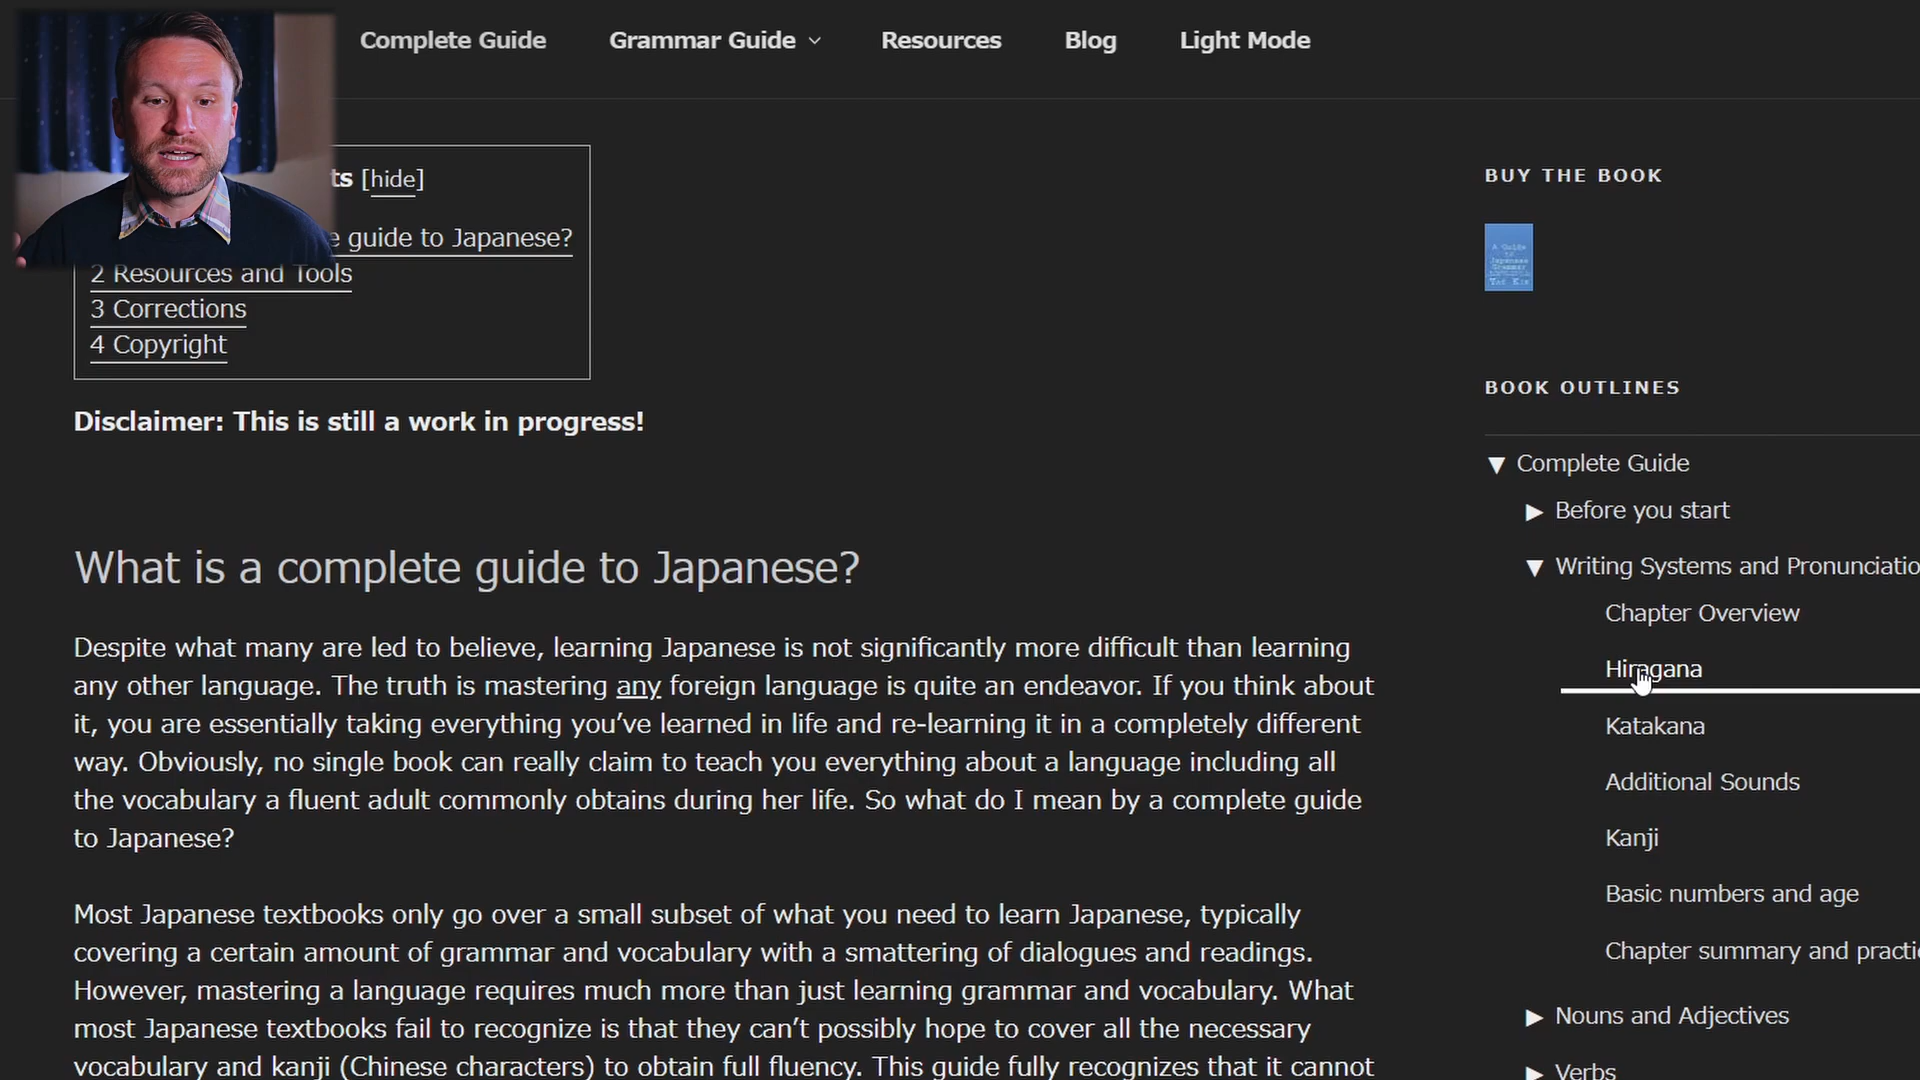 Complete Guide
Grammar Guide
Resources
Blog
Light Mode
ts [hide]
e guide to Japanese?
2 Resources and Tools
3 Corrections
4 Copyright
Disclaimer: This is still a work in progress!
What is a complete guide to Japanese?
Despite what many are led to believe, learning Japanese is not significantly more difficult than learning
any other language. The truth is mastering any foreign language is quite an endeavor. If you think about
it, you are essentially taking everything you’ve learned in life and re-learning it in a completely different
way. Obviously, no single book can really claim to teach you everything about a language including all
the vocabulary a fluent adult commonly obtains during her life. So what do I mean by a complete guide
to Japanese?
Most Japanese textbooks only go over a small subset of what you need to learn Japanese, typically
covering a certain amount of grammar and vocabulary with a smattering of dialogues and readings.
However, mastering a language requires much more than just learning grammar and vocabulary. What
most Japanese textbooks fail to recognize is that they can’t possibly hope to cover all the necessary
vocabulary and kanji (Chinese characters) to obtain full fluency. This guide fully recognizes that it cannot
BUY THE BOOK
A Guide
to
Japanese
Grammar
Tae Kim
BOOK OUTLINES
▼ Complete Guide
▶ Before you start
▼ Writing Systems and Pronunciatio
Chapter Overview
Hiragana
Katakana
Additional Sounds
Kanji
Basic numbers and age
Chapter summary and practi
▶ Nouns and Adjectives
▶ Verbs